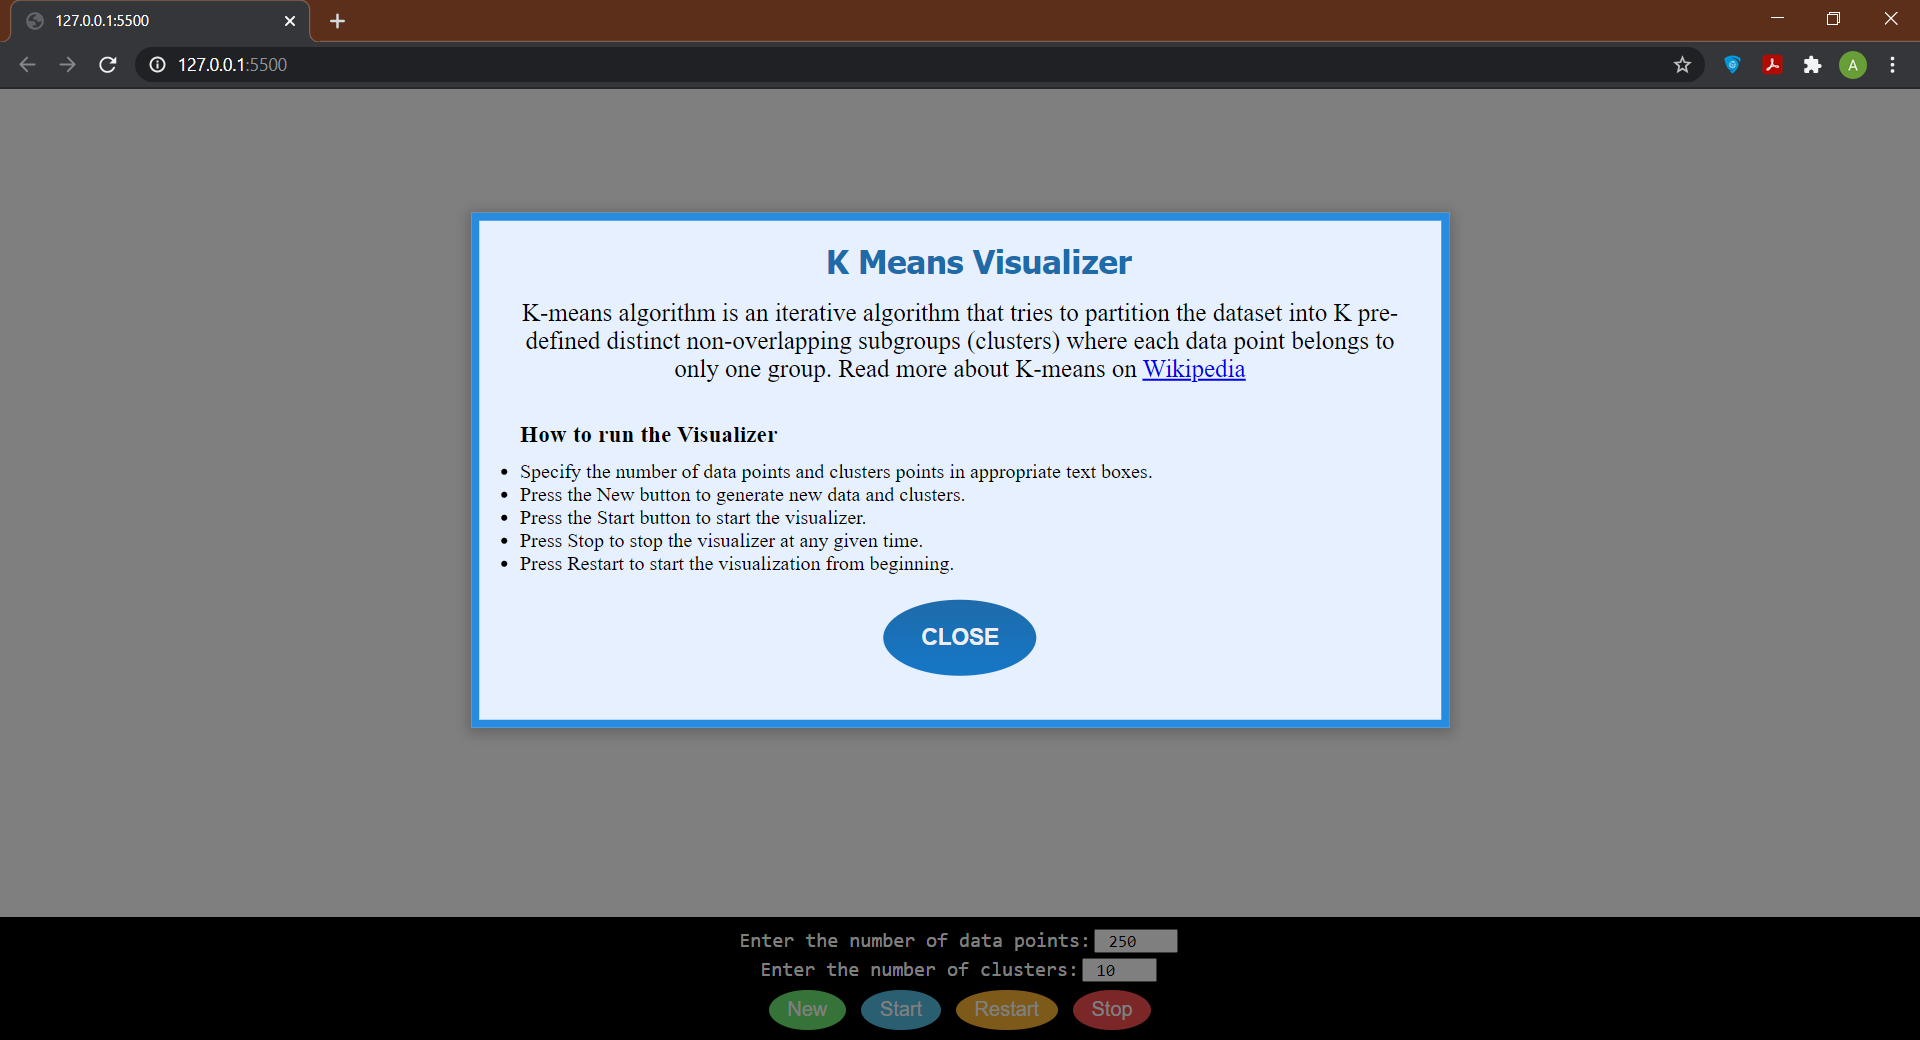 127.0.0.1:5500
127.0.0.1:5500
A
K Means Visualizer
K-means algorithm is an iterative algorithm that tries to partition the dataset into K pre-
defined distinct non-overlapping subgroups (clusters) where each data point belongs to
only one group. Read more about K-means on Wikipedia
How to run the Visualizer
• Specify the number of data points and clusters points in appropriate text boxes.
• Press the New button to generate new data and clusters.
• Press the Start button to start the visualizer.
• Press Stop to stop the visualizer at any given time.
• Press Restart to start the visualization from beginning.
CLOSE
Enter the number of data points: 250
Enter the number of clusters: 10
New Start Restart Stop